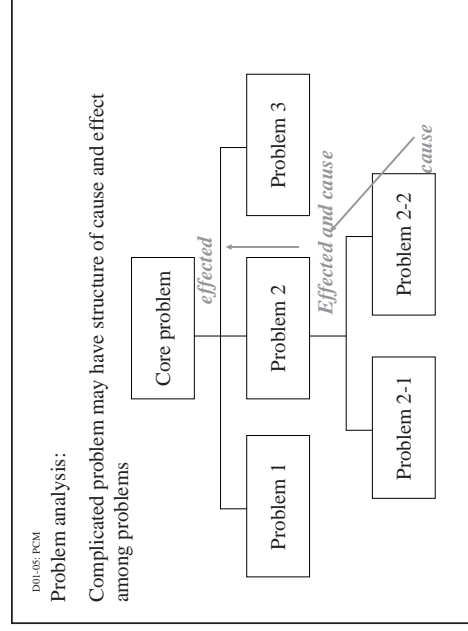 D01-05: PCM
Problem analysis:
Complicated problem may have structure of cause and effect
among problems
Core problem
effected
Problem 1
Problem 2
Problem 3
Effected and cause
Problem 2-1
Problem 2-2
cause